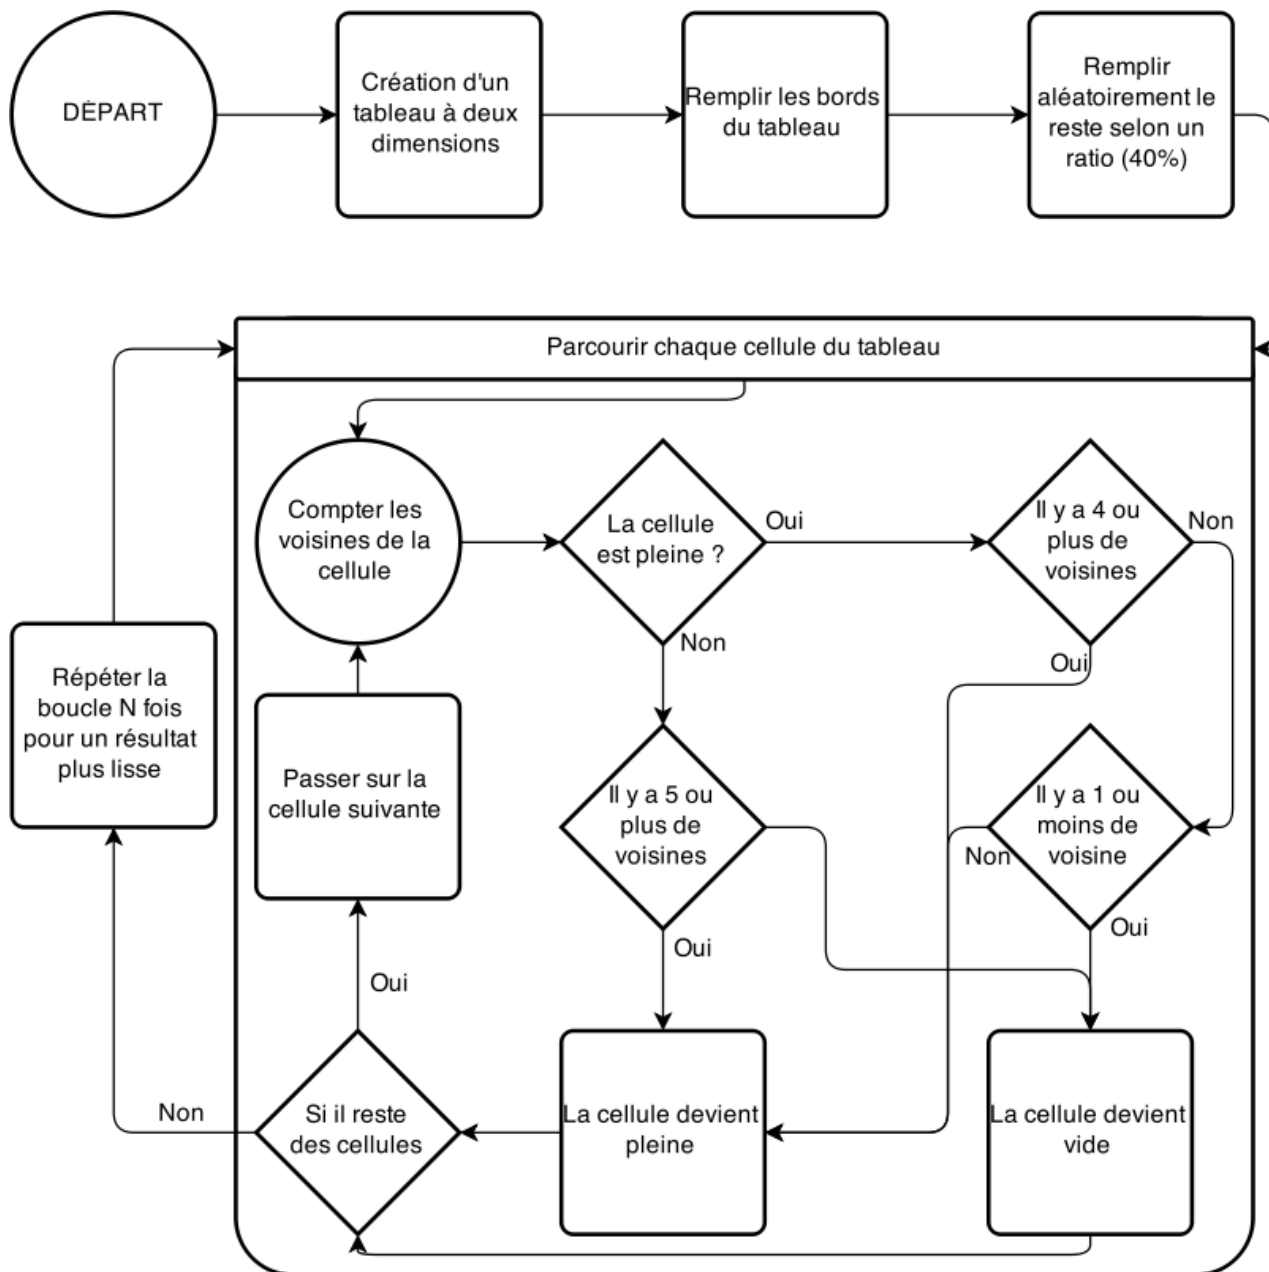 DÉPART
Création d'un
tableau à deux
dimensions
Remplir les bords
du tableau
Remplir
aléatoirement le
reste selon un
ratio (40%)
Parcourir chaque cellule du tableau
Compter les
voisines de la
cellule
La cellule
est pleine ?
Oui
Il y a 4 ou
plus de
voisines
Non
Non
Oui
Répéter la
boucle N fois
pour un résultat
plus lisse
Passer sur la
cellule suivante
Il y a 5 ou
plus de
voisines
Il y a 1 ou
moins de
voisine
Non
Oui
Oui
Oui
Non
Si il reste
des cellules
La cellule devient
pleine
La cellule devient
vide